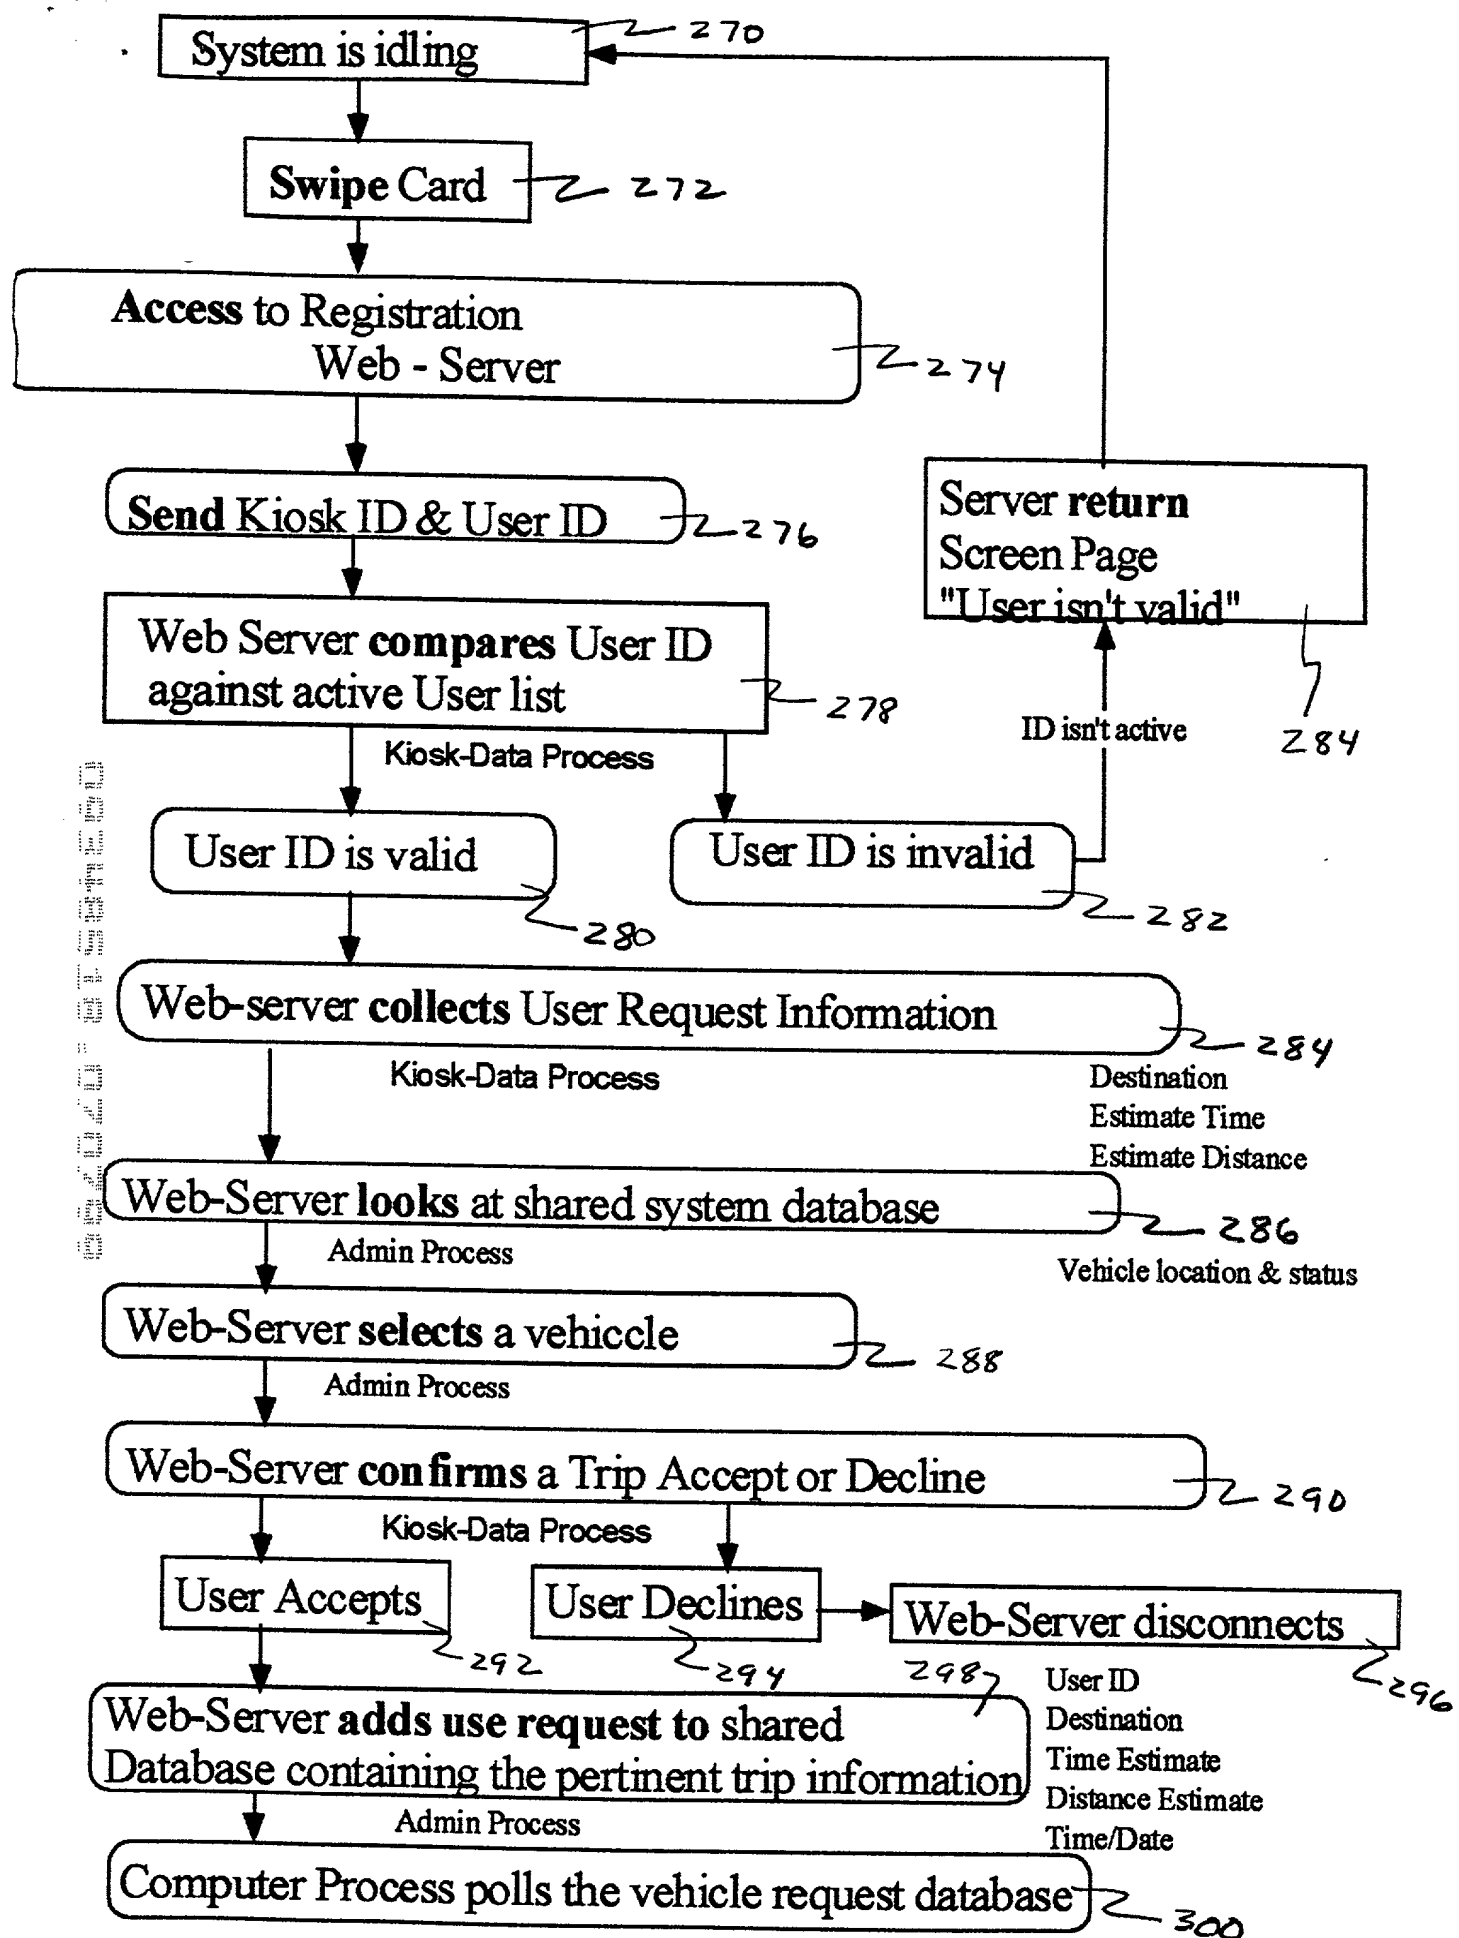 System is idling
270
Swipe Card
272
Access to Registration
Web - Server
274
Send Kiosk ID & User ID
276
Server return
Screen Page
"User isn't valid"
284
Web Server compares User ID
against active User list
278
ID isn't active
Kiosk-Data Process
User ID is valid
280
User ID is invalid
282
Web-server collects User Request Information
284
Kiosk-Data Process
Destination
Estimate Time
Estimate Distance
Web-Server looks at shared system database
286
Admin Process
Vehicle location & status
Web-Server selects a vehiccle
288
Admin Process
Web-Server confirms a Trip Accept or Decline
290
Kiosk-Data Process
User Accepts
292
User Declines
294
Web-Server disconnects
296
298
Web-Server adds use request to shared
Database containing the pertinent trip information
User ID
Destination
Time Estimate
Distance Estimate
Time/Date
Admin Process
Computer Process polls the vehicle request database
300